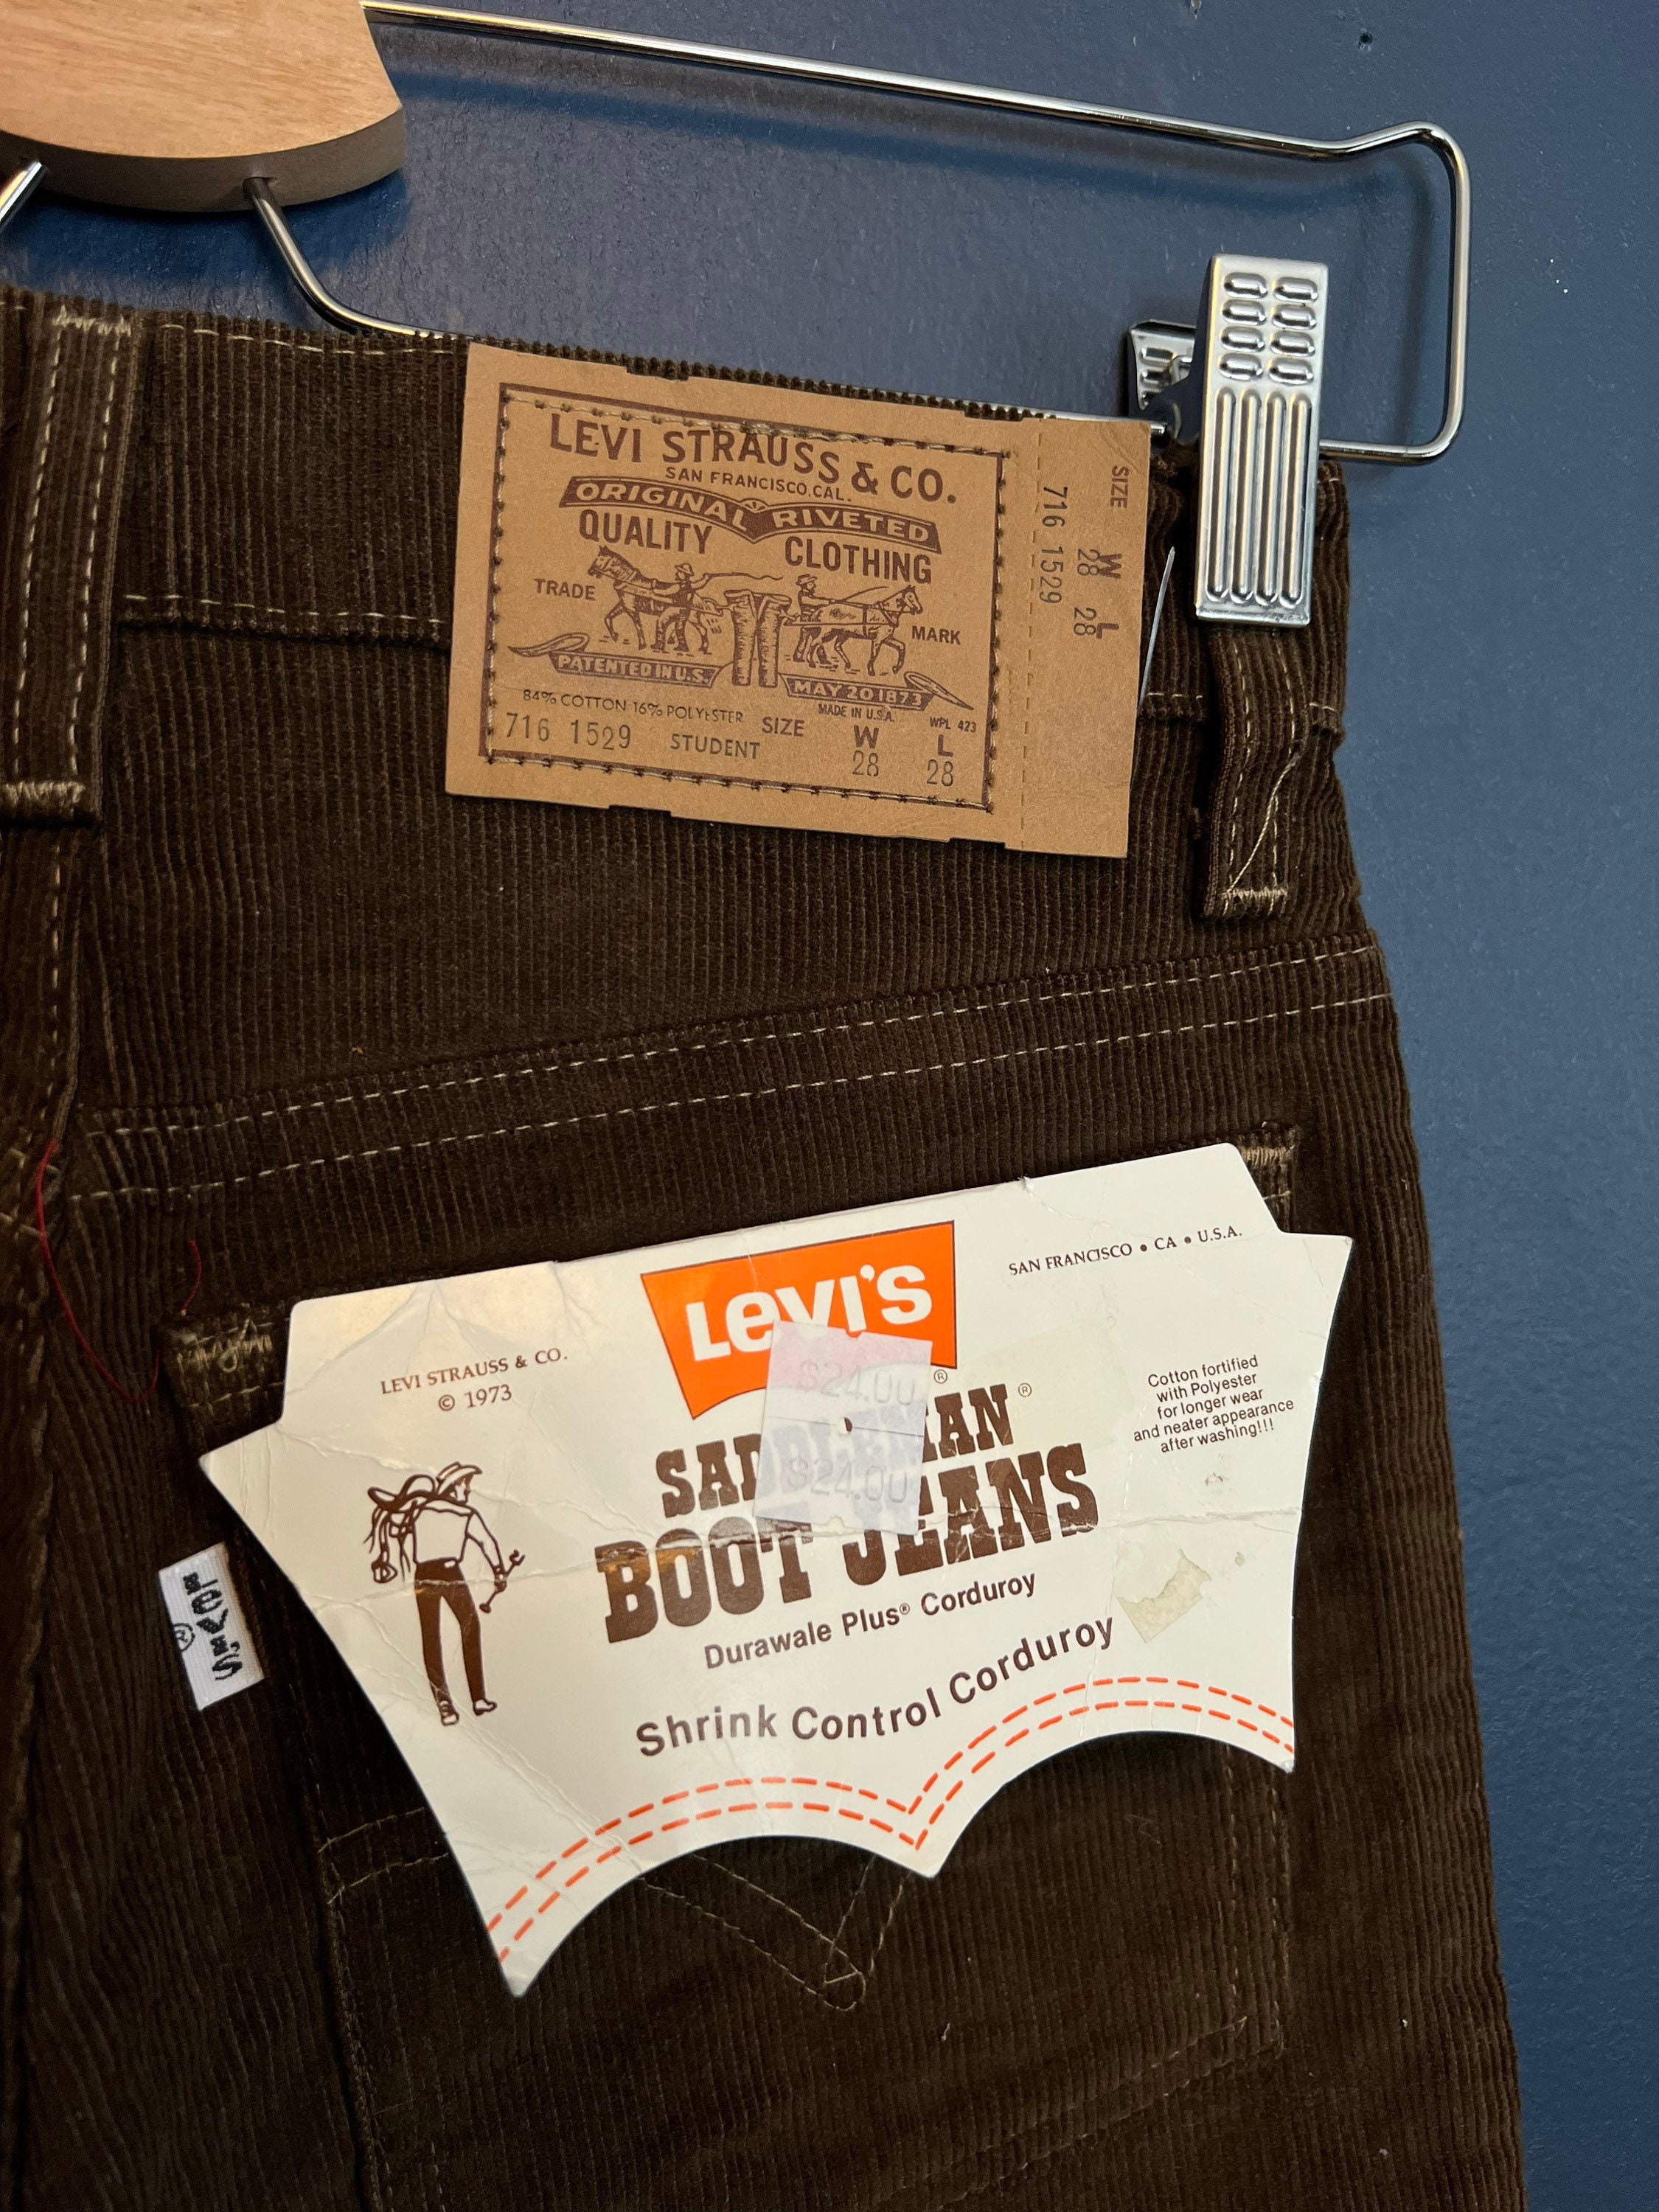 LEVI STRAUSS & CO.
SAN FRANCISCO, CAL.
ORIGINAL RIVETED
QUALITY CLOTHING
TRADE MARK
PATENTED IN U.S. MAY 20 1873
84% COTTON 16% POLYESTER MADE IN U.S.A. WPL 423
716 1529 STUDENT SIZE W L
28 28
SIZE W L
28 28
716 1529
LEVI'S®
SAN FRANCISCO • CA • U.S.A.
LEVI STRAUSS & CO.
© 1973
$24.00
$24.00
SADDLEMAN®
BOOT JEANS
Durawale Plus® Corduroy
Shrink Control Corduroy
Cotton fortified
with Polyester
for longer wear
and neater appearance
after washing!!!
LEVI'S
®